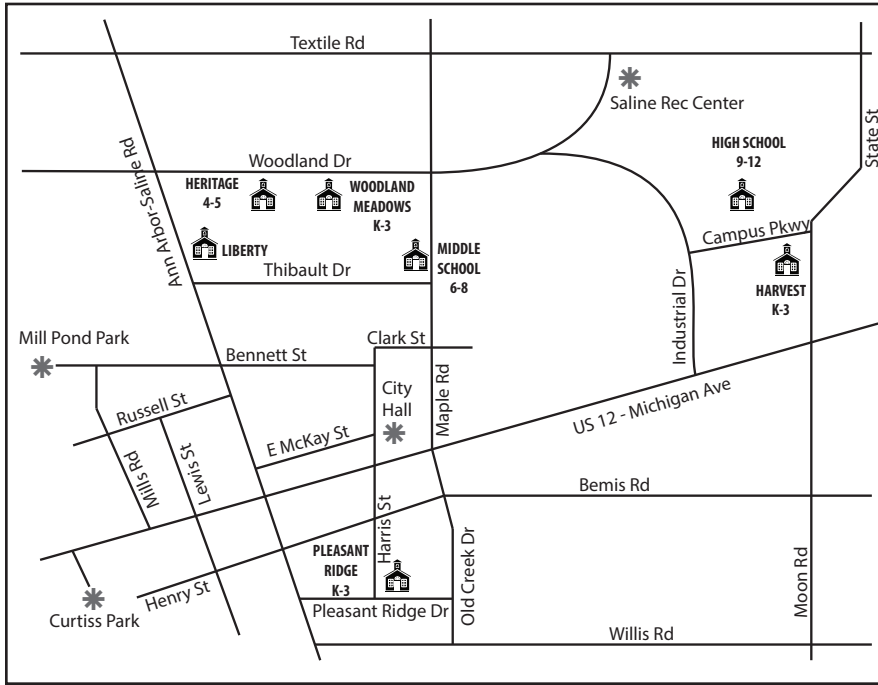 Textile Rd
Saline Rec Center
State St
HIGH SCHOOL
9-12
Ann Arbor-Saline Rd
Woodland Dr
HERITAGE
4-5
WOODLAND
MEADOWS
K-3
Campus Pkwy
LIBERTY
MIDDLE
SCHOOL
6-8
Thibault Dr
HARVEST
K-3
Industrial Dr
Mill Pond Park
Clark St
Bennett St
Maple Rd
City
Hall
Russell St
US 12 - Michigan Ave
E McKay St
Mills Rd
Lewis St
Bemis Rd
Harris St
PLEASANT
RIDGE
K-3
Old Creek Dr
Moon Rd
Henry St
Curtiss Park
Pleasant Ridge Dr
Willis Rd